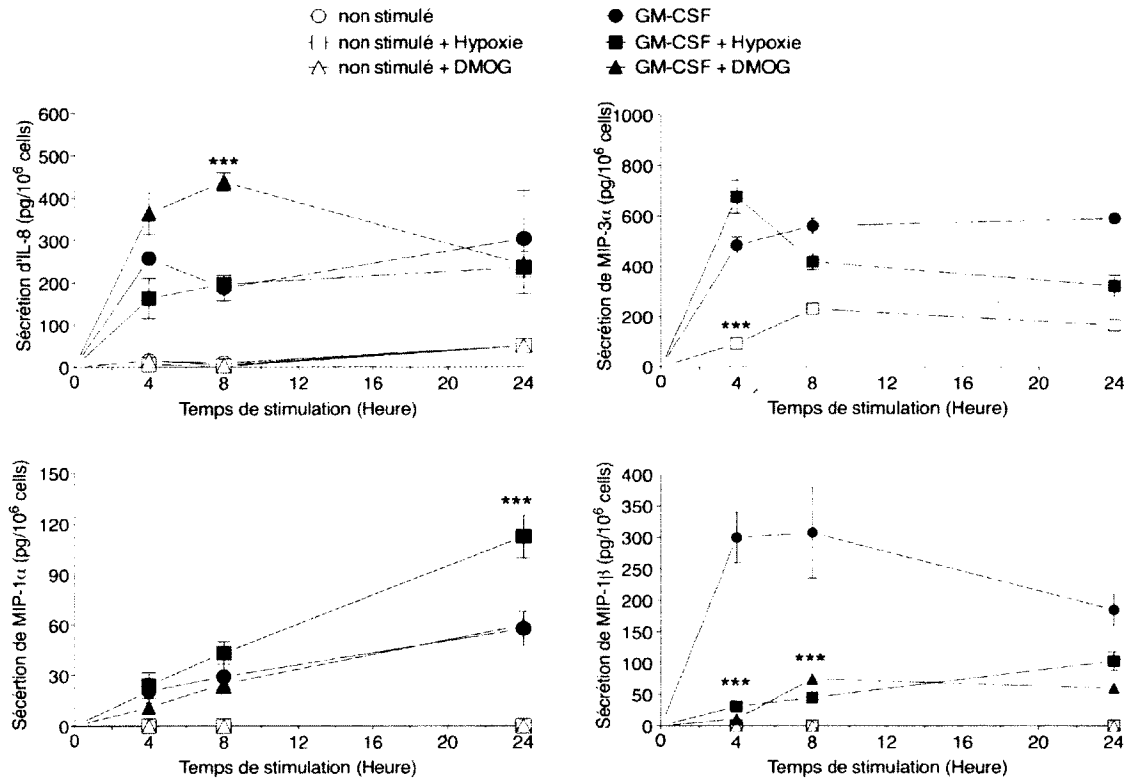 non stimulé
non stimulé + Hypoxie
non stimulé + DMOG
GM-CSF
GM-CSF + Hypoxie
GM-CSF + DMOG
Sécrétion d'IL-8 (pg/10⁶ cells)
600
500
400
300
200
100
0
***
0 4 8 12 16 20 24
Temps de stimulation (Heure)
Sécrétion de MIP-3α (pg/10⁶ cells)
1000
800
600
400
200
0
***
0 4 8 12 16 20 24
Temps de stimulation (Heure)
Sécértion de MIP-1α (pg/10⁶ cells)
150
120
90
60
30
0
***
0 4 8 12 16 20 24
Temps de stimulation (Heure)
Sécrétion de MIP-1β (pg/10⁶ cells)
400
350
300
250
200
150
100
50
0
***
***
0 4 8 12 16 20 24
Temps de stimulation (Heure)